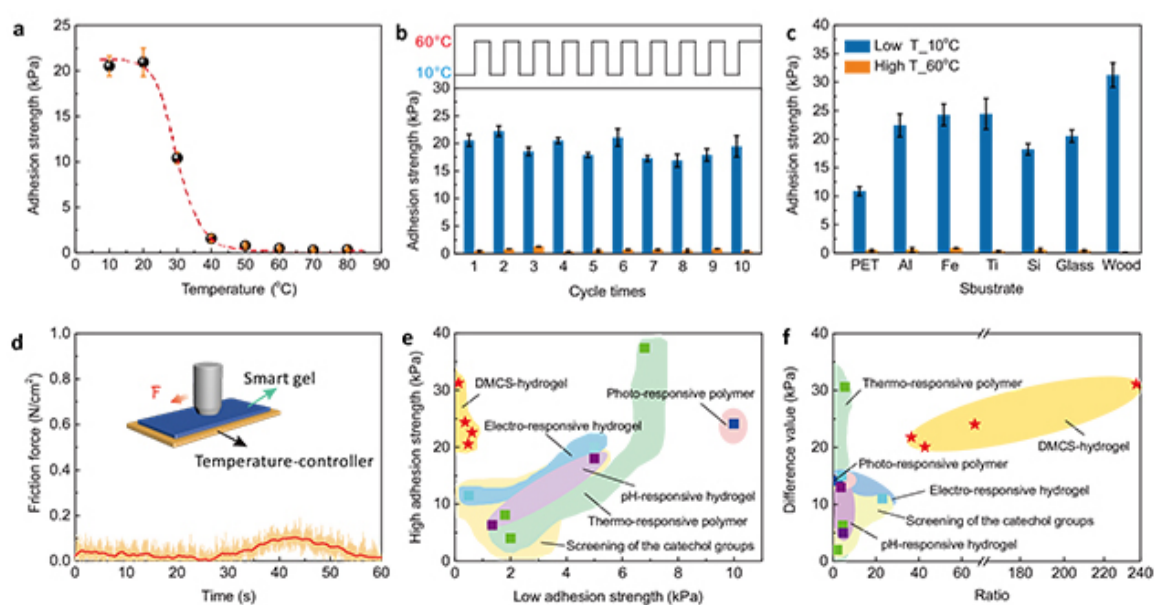 a
Adhesion strength (kPa)
25
20
15
10
5
0
0 10 20 30 40 50 60 70 80 90
Temperature (°C)
b
60°C
10°C
Adhesion strength (kPa)
30
25
20
15
10
5
0
1 2 3 4 5 6 7 8 9 10
Cycle times
c
Adhesion strength (kPa)
40
35
30
25
20
15
10
5
0
Low T_10°C
High T_60°C
PET Al Fe Ti Si Glass Wood
Sbustrate
d
Friction force (N/cm²)
1.0
0.8
0.6
0.4
0.2
0.0
F
Smart gel
Temperature-controller
0 10 20 30 40 50 60
Time (s)
e
High adhesion strength (kPa)
40
30
20
10
0
DMCS-hydrogel
Photo-responsive polymer
Electro-responsive hydrogel
pH-responsive hydrogel
Thermo-responsive polymer
Screening of the catechol groups
0 2 4 6 8 10
Low adhesion strength (kPa)
f
Difference value (kPa)
40
30
20
10
0
Thermo-responsive polymer
DMCS-hydrogel
Photo-responsive polymer
Electro-responsive hydrogel
Screening of the catechol groups
pH-responsive hydrogel
0 20 40 60 180 200 220 240
Ratio